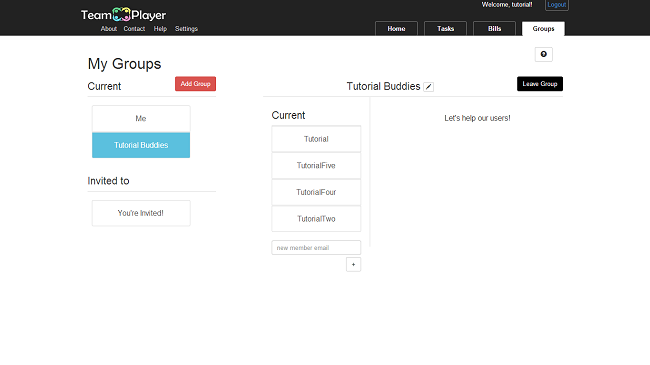 Welcome, tutorial! Logout
Team Player
About Contact Help Settings
Home Tasks Bills Groups
?
My Groups
Current Add Group
Me
Tutorial Buddies
Invited to
You're Invited!
Tutorial Buddies Leave Group
Current
Tutorial
TutorialFive
TutorialFour
TutorialTwo
new member email
+
Let's help our users!